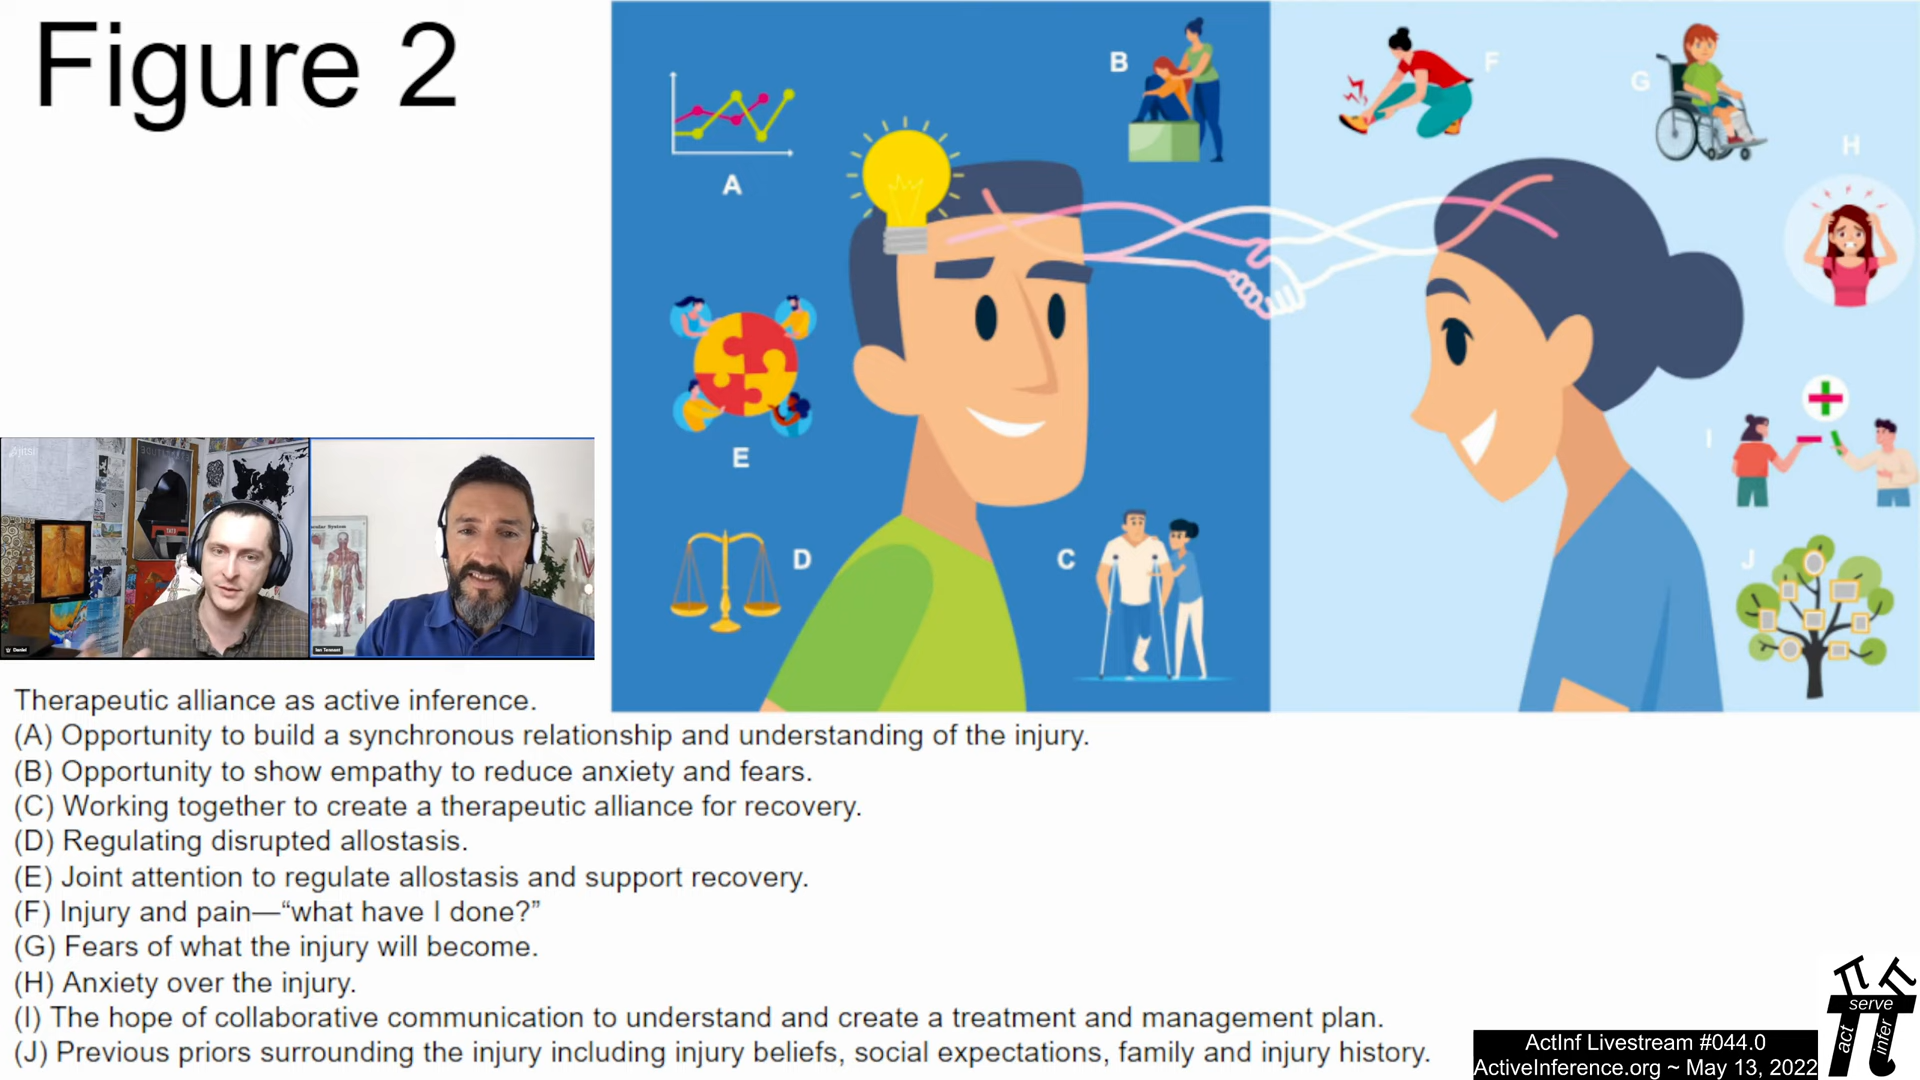 Figure 2
A
B
C
D
E
F
G
H
I
J
Jitsi
Daniel
Ian Tennant
Therapeutic alliance as active inference.
(A) Opportunity to build a synchronous relationship and understanding of the injury.
(B) Opportunity to show empathy to reduce anxiety and fears.
(C) Working together to create a therapeutic alliance for recovery.
(D) Regulating disrupted allostasis.
(E) Joint attention to regulate allostasis and support recovery.
(F) Injury and pain—“what have I done?”
(G) Fears of what the injury will become.
(H) Anxiety over the injury.
(I) The hope of collaborative communication to understand and create a treatment and management plan.
(J) Previous priors surrounding the injury including injury beliefs, social expectations, family and injury history.
serve
act
infer
ActInf Livestream #044.0
ActiveInference.org ~ May 13, 2022